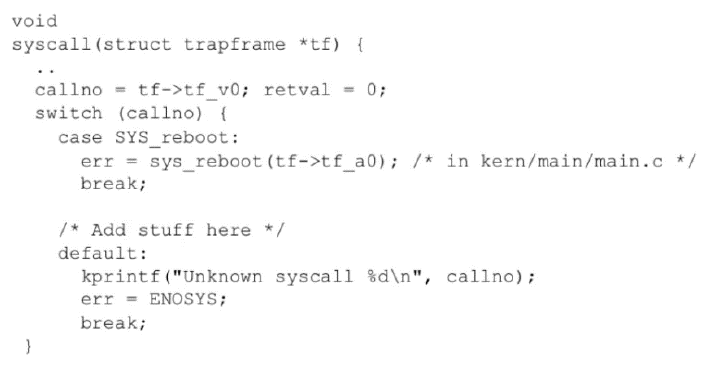 void
syscall(struct trapframe *tf) {
  ..
  callno = tf->tf_v0; retval = 0;
  switch (callno) {
    case SYS_reboot:
      err = sys_reboot(tf->tf_a0); /* in kern/main/main.c */
      break;

    /* Add stuff here */
    default:
      kprintf("Unknown syscall %d\n", callno);
      err = ENOSYS;
      break;
  }